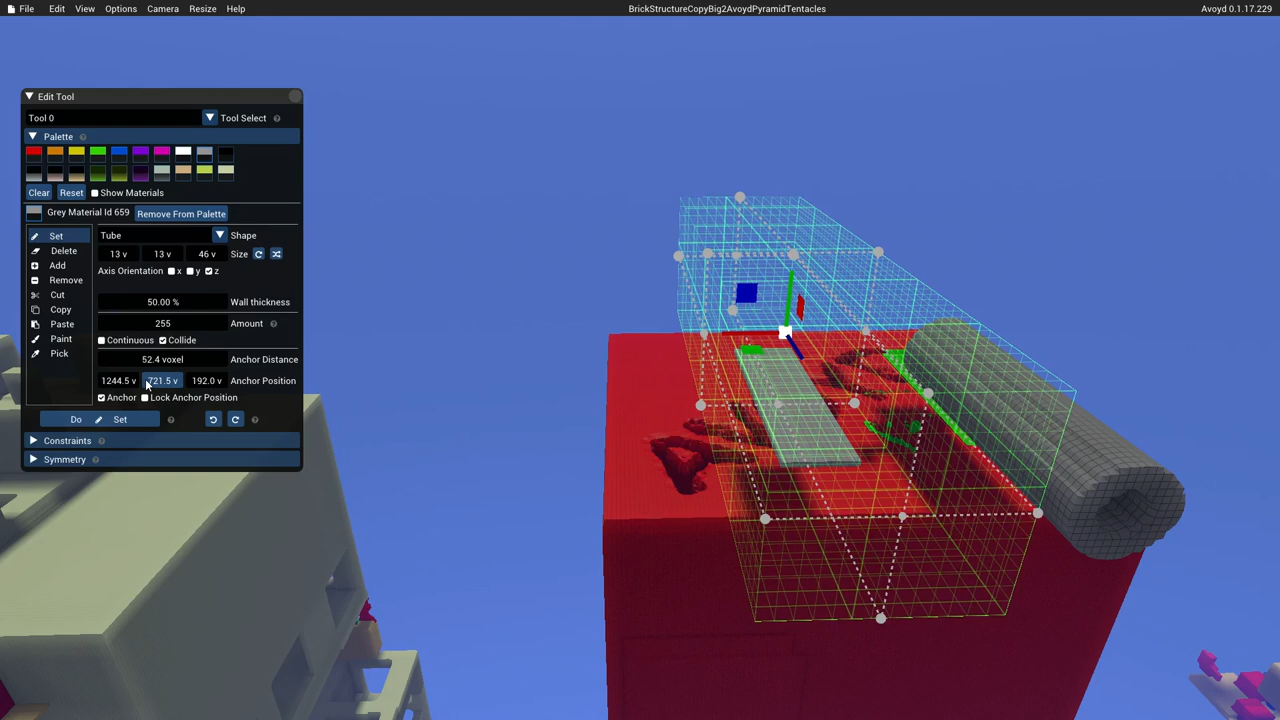 File Edit View Options Camera Resize Help BrickStructureCopyBig2AvoydPyramidTentacles Avoyd 0.1.17.229
Edit Tool
Tool 0 Tool Select ?
Palette ?
Clear Reset Show Materials
Grey Material Id 659 Remove From Palette
Set
Delete
Add
Remove
Cut
Copy
Paste
Paint
Pick
Tube Shape
13 v 13 v 46 v Size
Axis Orientation x y z
50.00 % Wall thickness
255 Amount ?
Continuous Collide
52.4 voxel Anchor Distance
1244.5 v 721.5 v 192.0 v Anchor Position
Anchor Lock Anchor Position
Do Set ? ?
Constraints ?
Symmetry ?